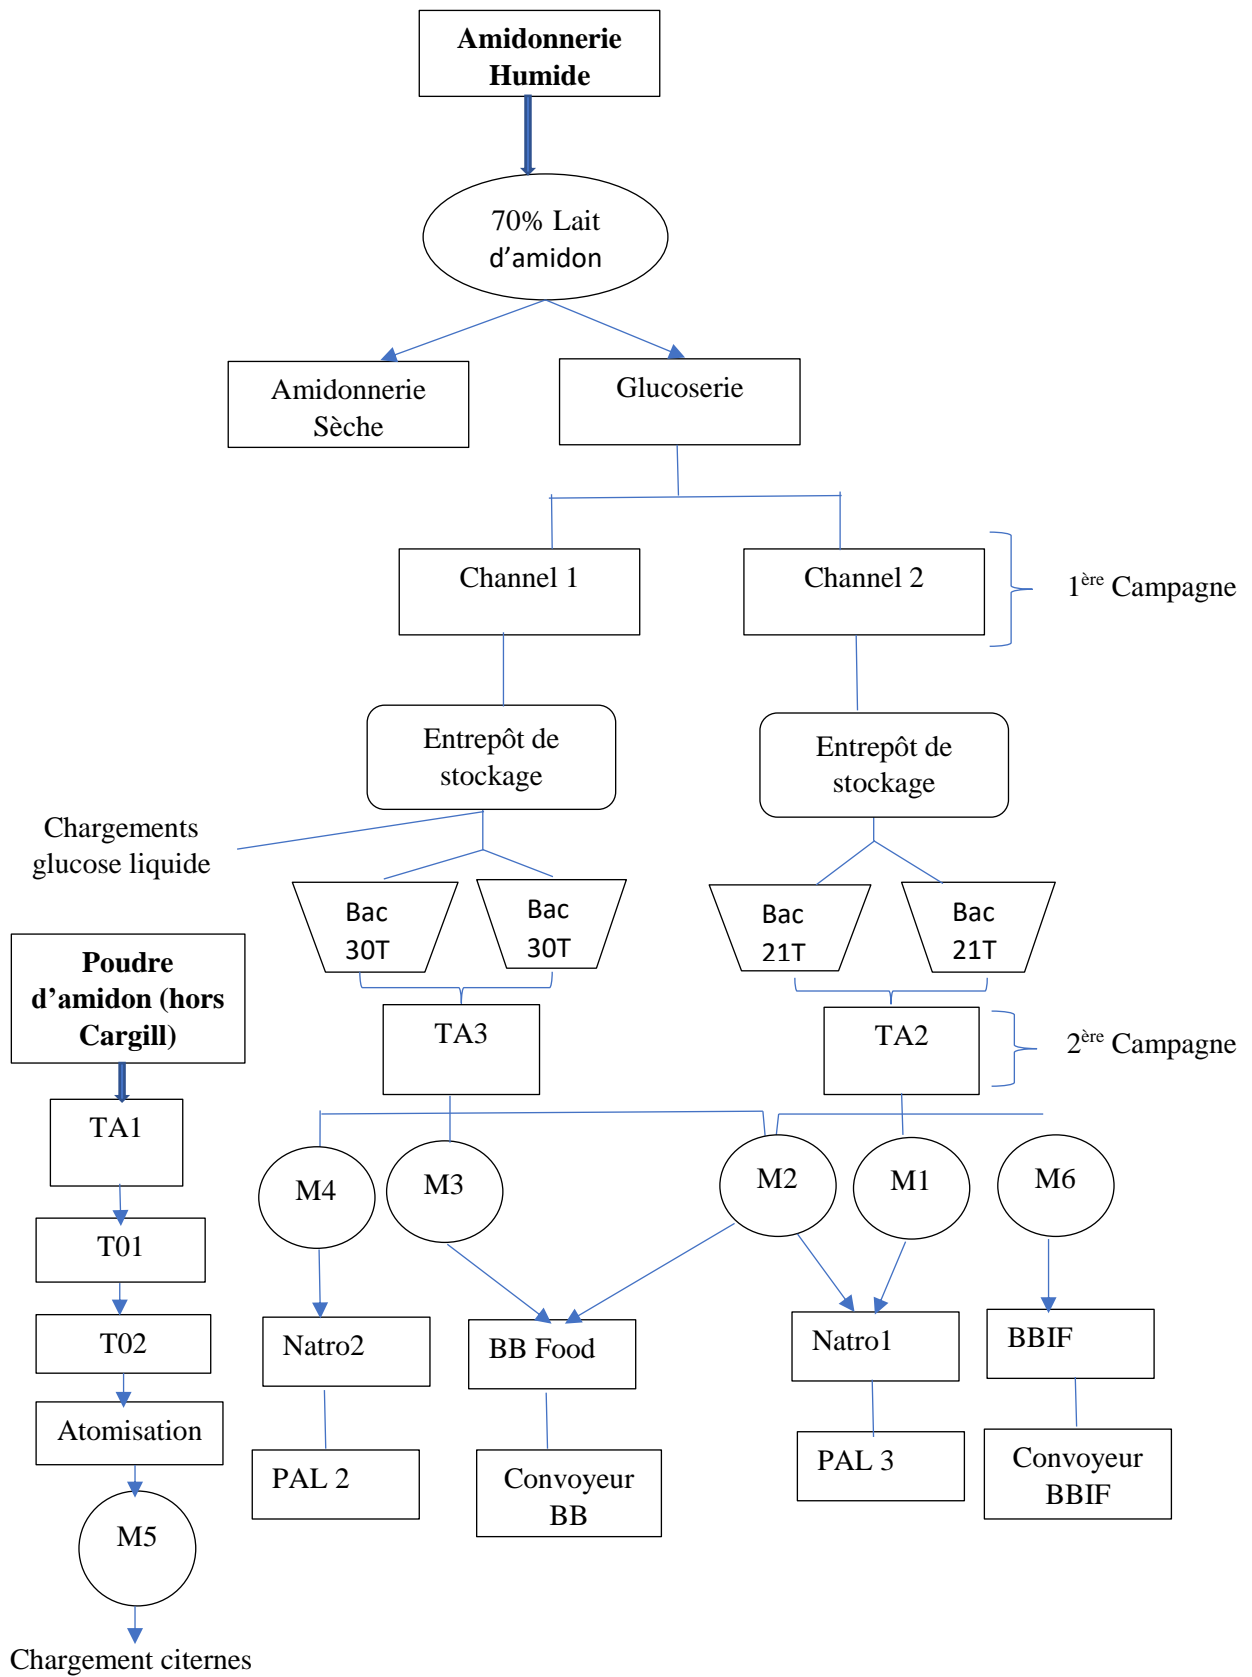 Amidonnerie
Humide
70% Lait
d’amidon
Amidonnerie
Sèche
Glucoserie
Channel 1
Channel 2
1ère Campagne
Entrepôt de
stockage
Entrepôt de
stockage
Chargements
glucose liquide
Bac
30T
Bac
30T
Bac
21T
Bac
21T
Poudre
d’amidon (hors
Cargill)
TA3
TA2
2ère Campagne
TA1
M4
M3
M2
M1
M6
T01
T02
Natro2
BB Food
Natro1
BBIF
Atomisation
PAL 2
Convoyeur
BB
PAL 3
Convoyeur
BBIF
M5
Chargement citernes